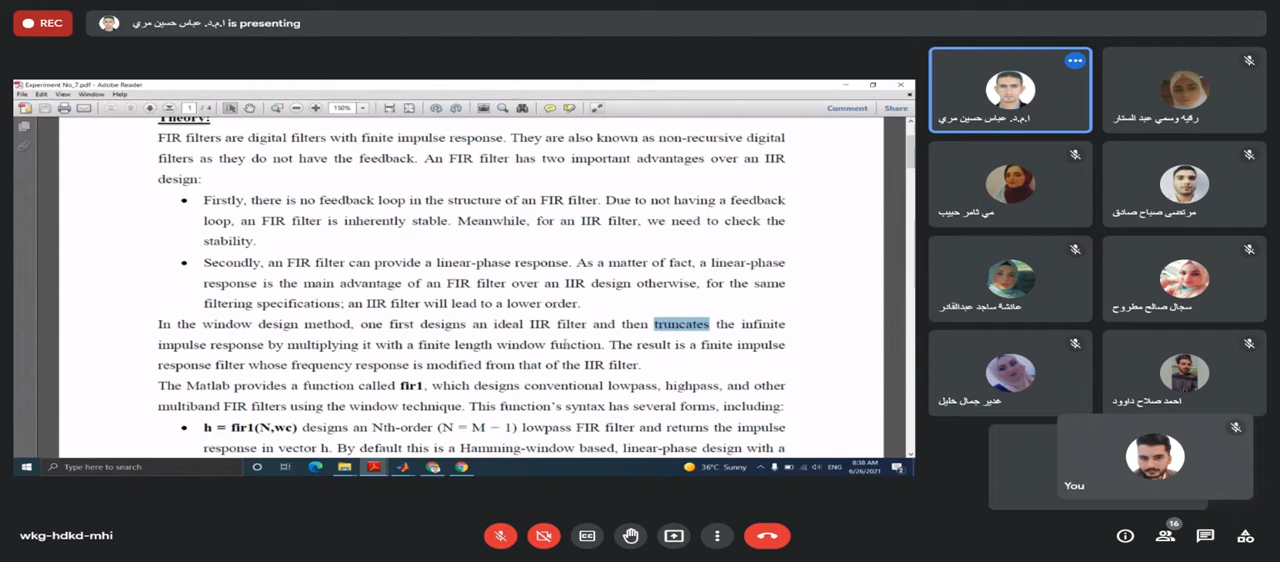 REC
ا.م.د. عباس حسين مري is presenting
Experiment No_7.pdf - Adobe Reader
File Edit View Window Help
1 / 4
150%
Comment
Share
Theory:
FIR filters are digital filters with finite impulse response. They are also known as non-recursive digital
filters as they do not have the feedback. An FIR filter has two important advantages over an IIR
design:
• Firstly, there is no feedback loop in the structure of an FIR filter. Due to not having a feedback
loop, an FIR filter is inherently stable. Meanwhile, for an IIR filter, we need to check the
stability.
• Secondly, an FIR filter can provide a linear-phase response. As a matter of fact, a linear-phase
response is the main advantage of an FIR filter over an IIR design otherwise, for the same
filtering specifications; an IIR filter will lead to a lower order.
In the window design method, one first designs an ideal IIR filter and then truncates the infinite
impulse response by multiplying it with a finite length window function. The result is a finite impulse
response filter whose frequency response is modified from that of the IIR filter.
The Matlab provides a function called fir1, which designs conventional lowpass, highpass, and other
multiband FIR filters using the window technique. This function's syntax has several forms, including:
• h = fir1(N,wc) designs an Nth-order (N = M − 1) lowpass FIR filter and returns the impulse
response in vector h. By default this is a Hamming-window based, linear-phase design with a
Type here to search
36°C Sunny
ENG
8:38 AM
6/26/2021
2
ا.م.د. عباس حسين مري
رقيه وسمي عبد الستار
مي ثامر حبيب
مرتضى صباح صادق
عائشة ساجد عبدالقادر
سجال صالح مطروح
غدير جمال خليل
احمد صلاح داوود
You
wkg-hdkd-mhi
16